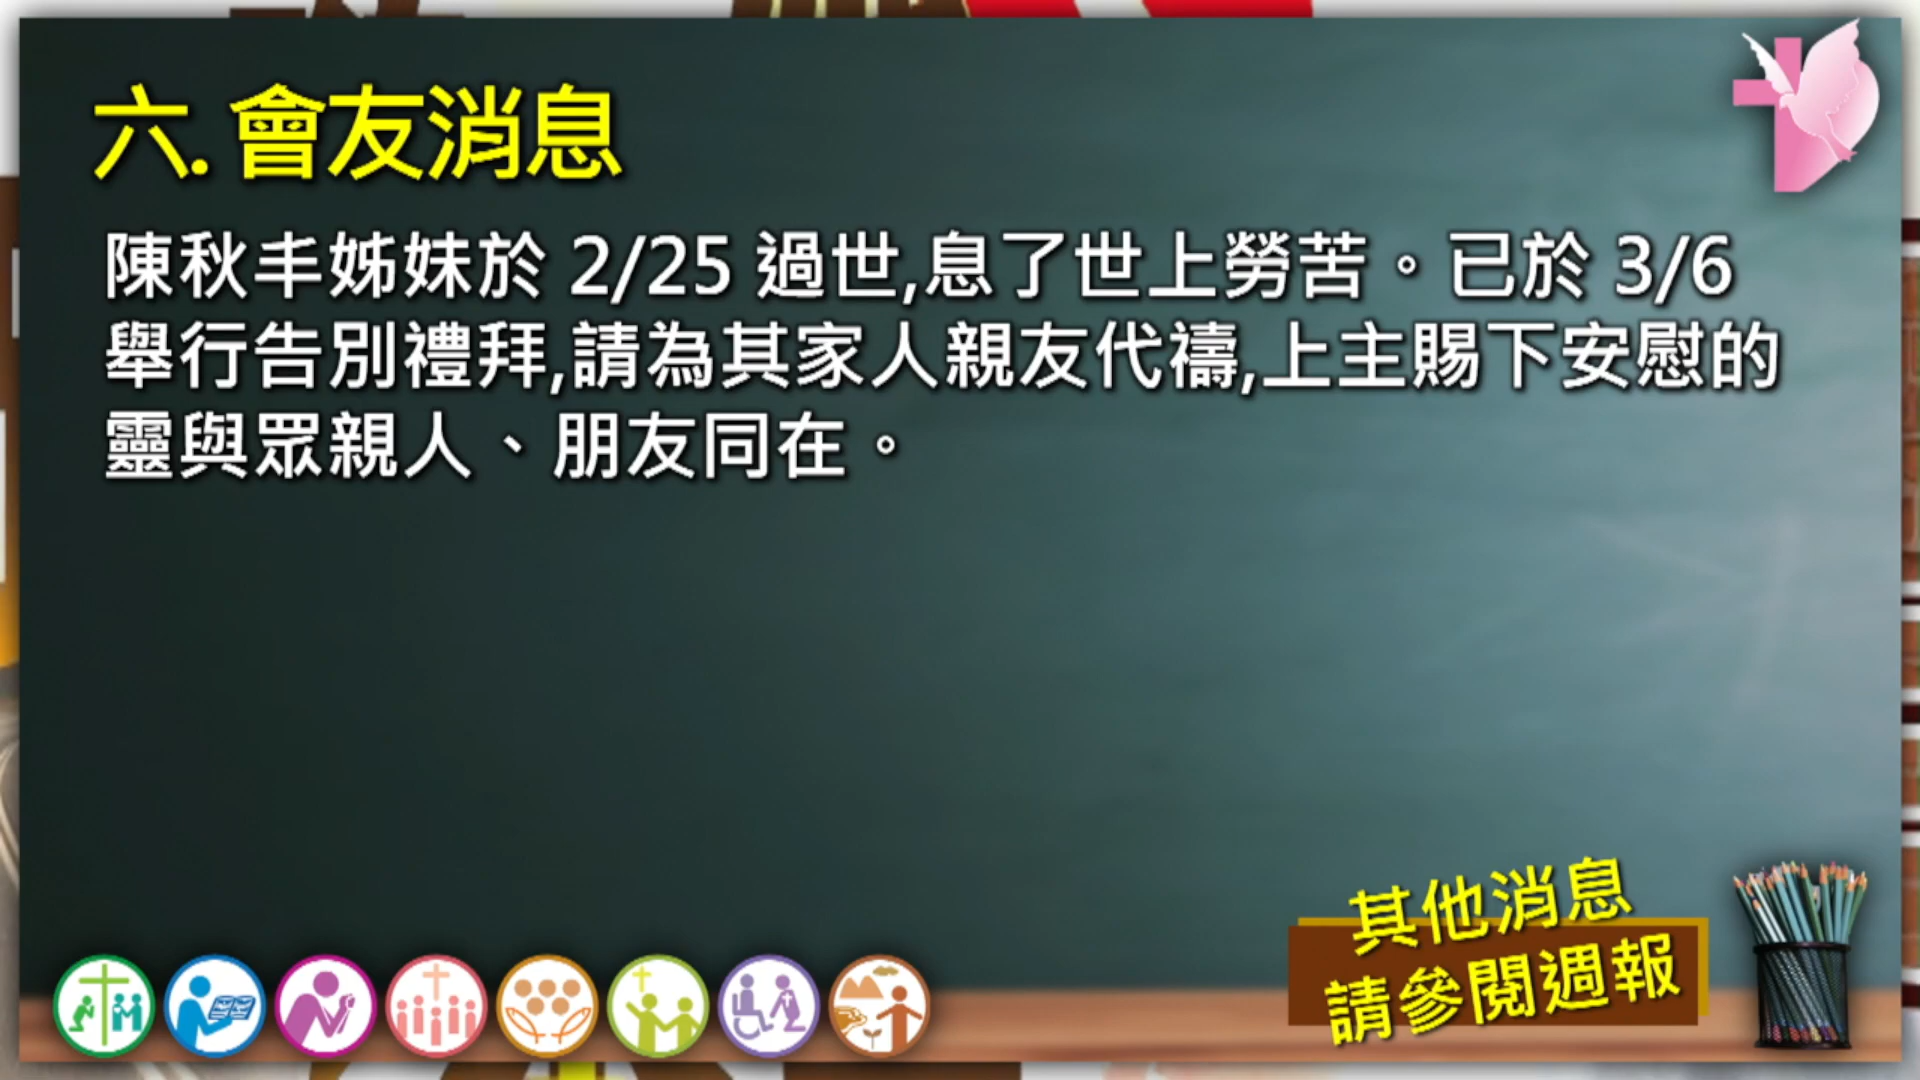 六. 會友消息
陳秋丰姊妹於 2/25 過世,息了世上勞苦。已於 3/6
舉行告別禮拜,請為其家人親友代禱,上主賜下安慰的
靈與眾親人、朋友同在。
其他消息
請參閱週報